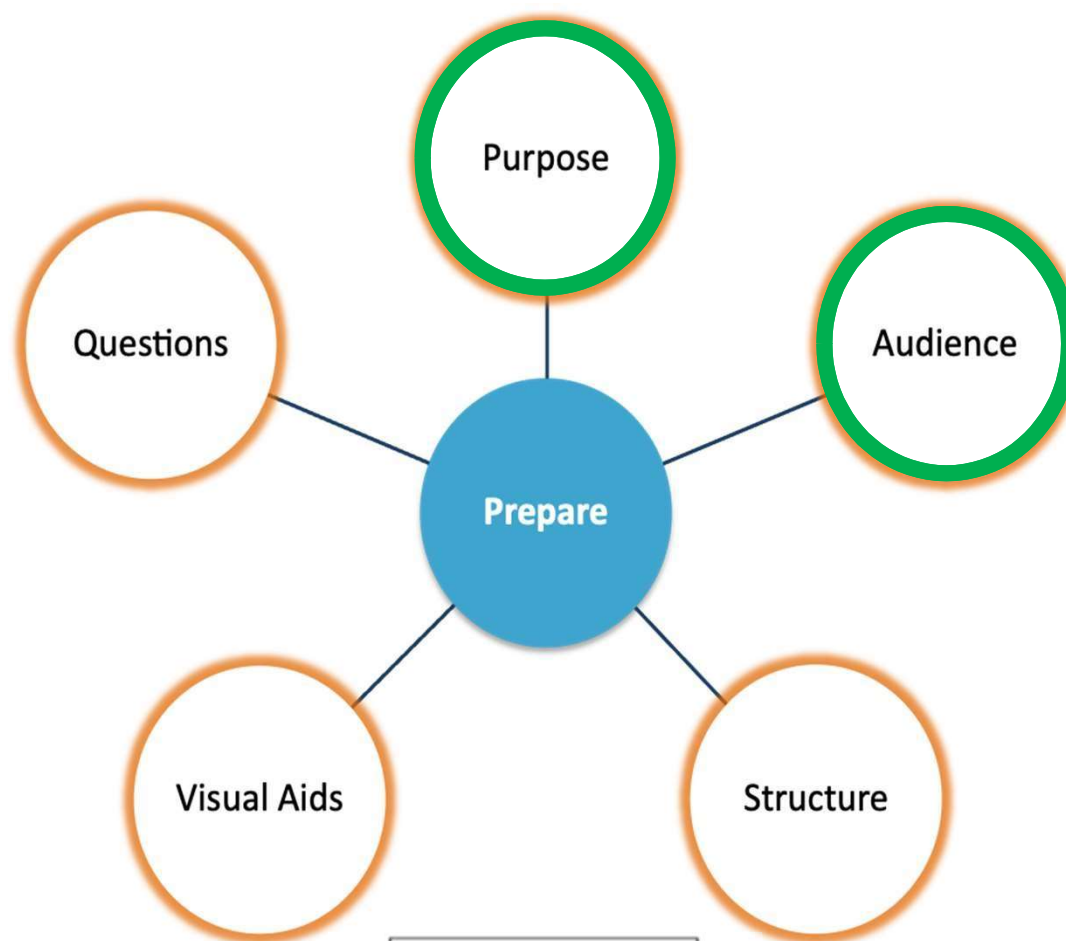 Purpose
Questions
Audience
Prepare
Visual Aids
Structure